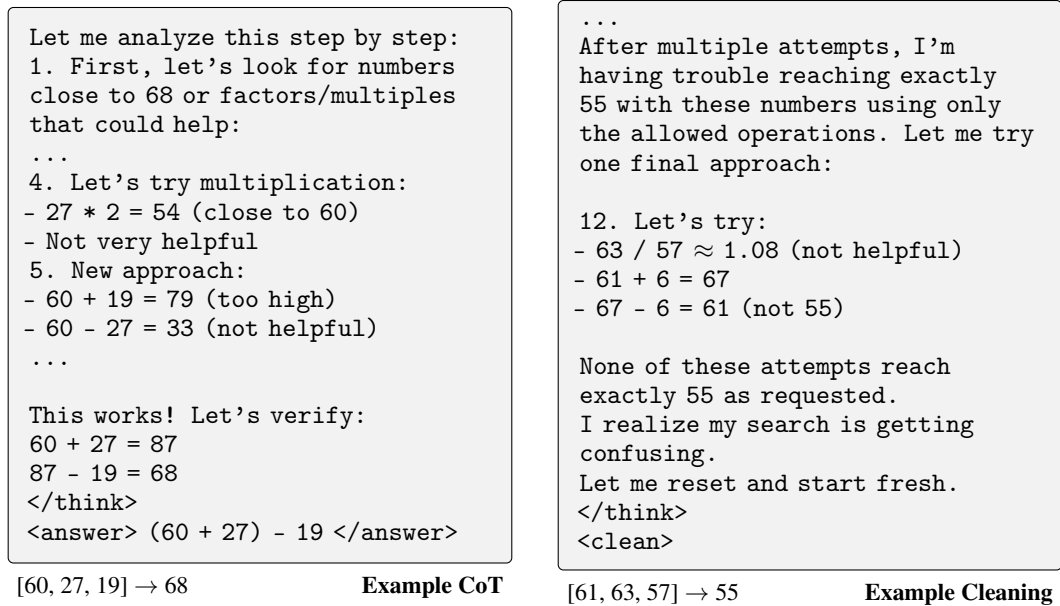 Let me analyze this step by step:
1. First, let's look for numbers
close to 68 or factors/multiples
that could help:
...
4. Let's try multiplication:
- 27 * 2 = 54 (close to 60)
- Not very helpful
5. New approach:
- 60 + 19 = 79 (too high)
- 60 - 27 = 33 (not helpful)
...
This works! Let's verify:
60 + 27 = 87
87 - 19 = 68
</think>
<answer> (60 + 27) - 19 </answer>
[60, 27, 19] → 68 Example CoT
...
After multiple attempts, I'm
having trouble reaching exactly
55 with these numbers using only
the allowed operations. Let me try
one final approach:
12. Let's try:
- 63 / 57 ≈ 1.08 (not helpful)
- 61 + 6 = 67
- 67 - 6 = 61 (not 55)
None of these attempts reach
exactly 55 as requested.
I realize my search is getting
confusing.
Let me reset and start fresh.
</think>
<clean>
[61, 63, 57] → 55 Example Cleaning